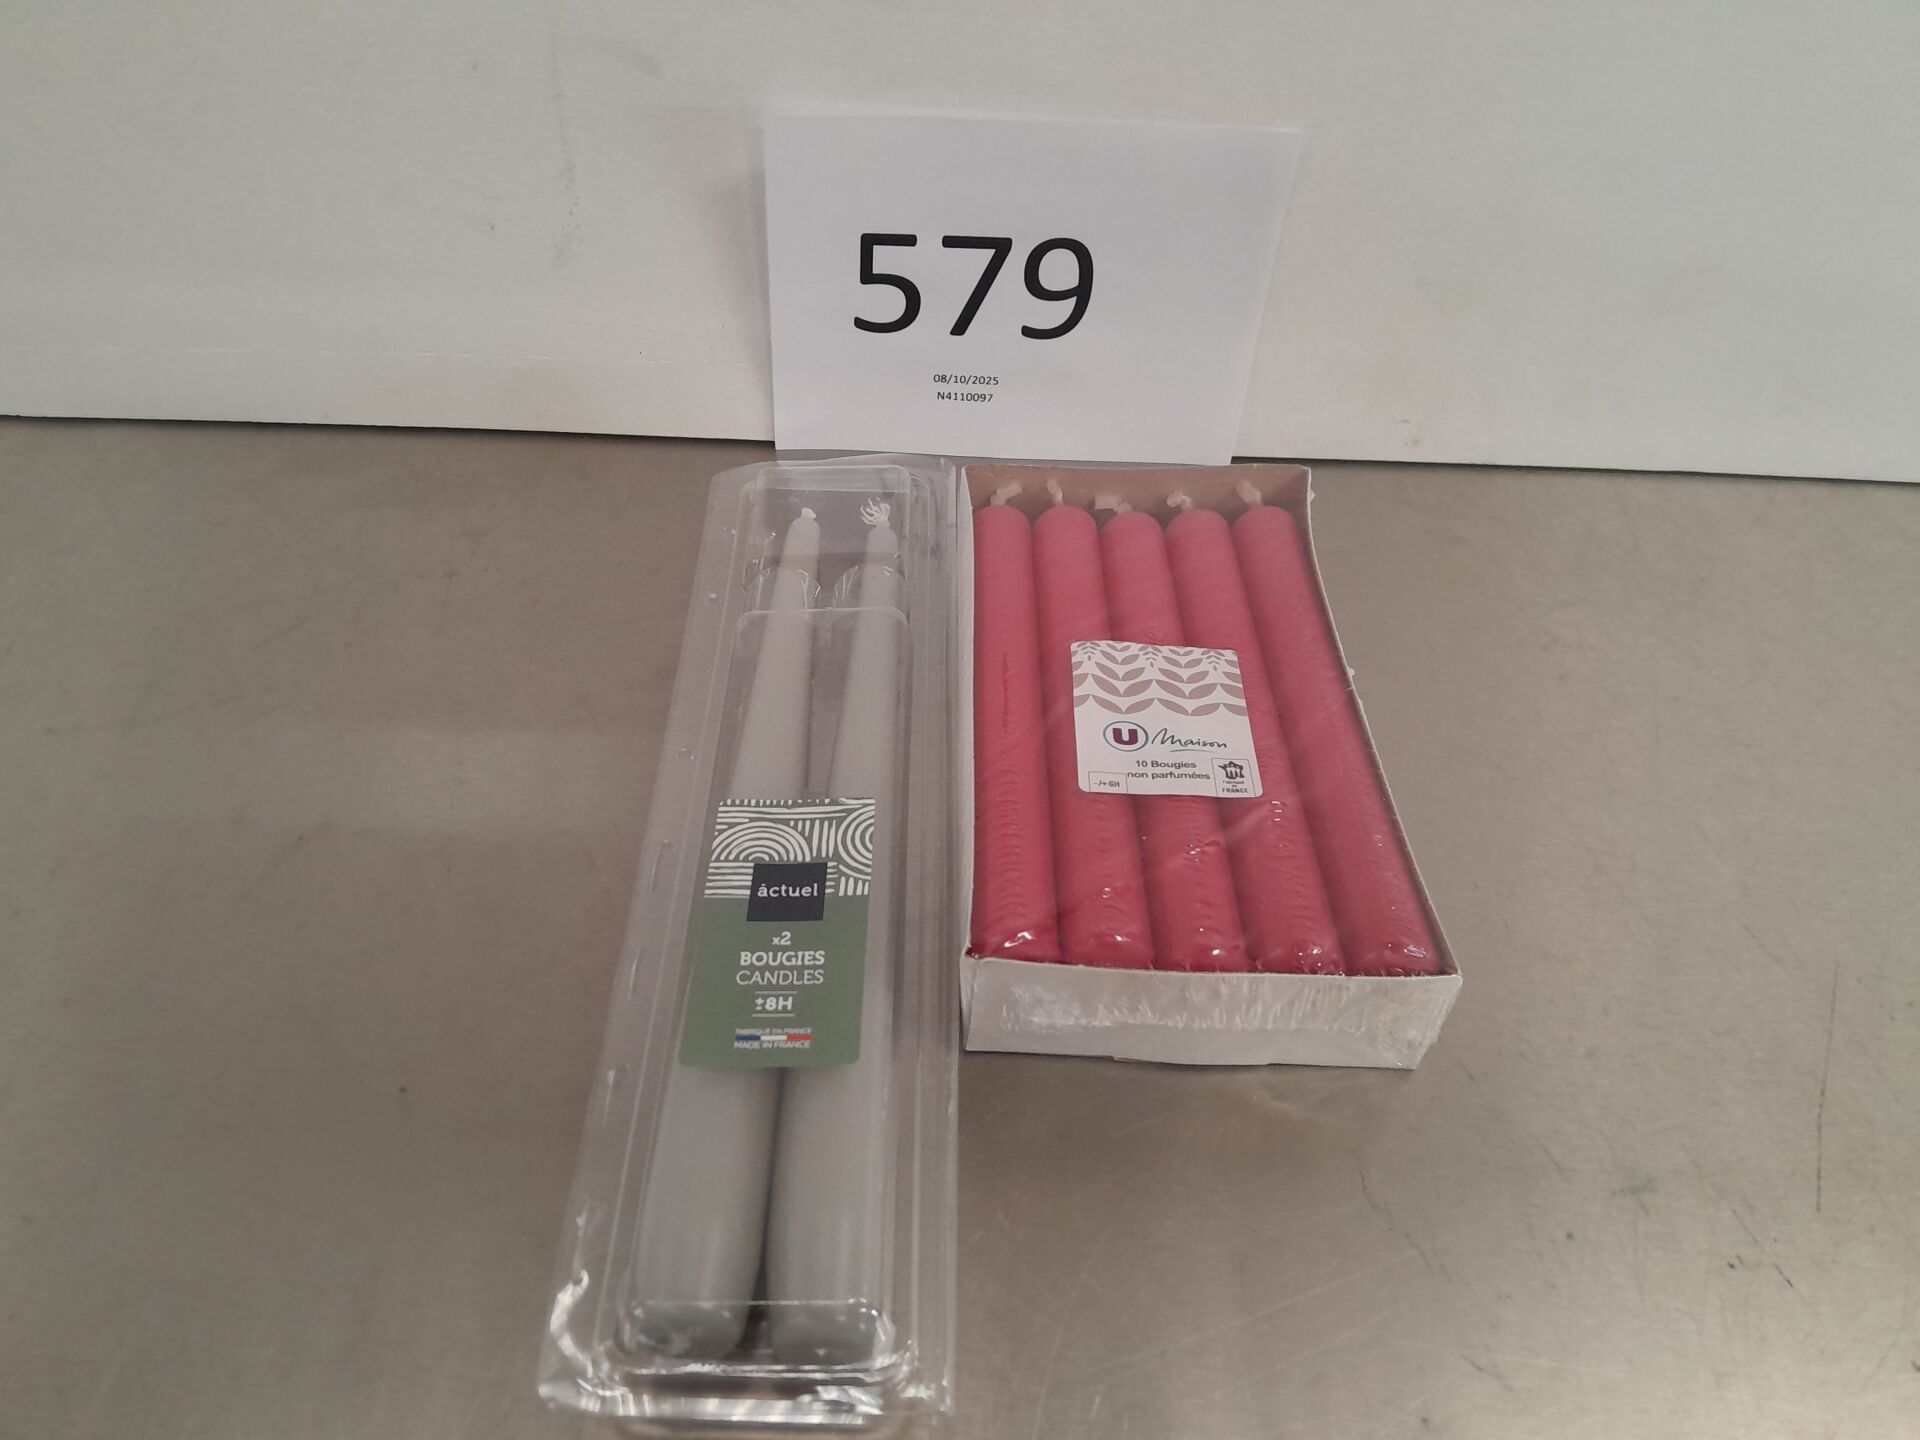 579
08/10/2025
N4110097
U Maison
10 Bougies
non parfumées
-/+ 6H
FRANCE
åctuel
x2
BOUGIES
CANDLES
±8H
FABRIQUÉ EN FRANCE
MADE IN FRANCE